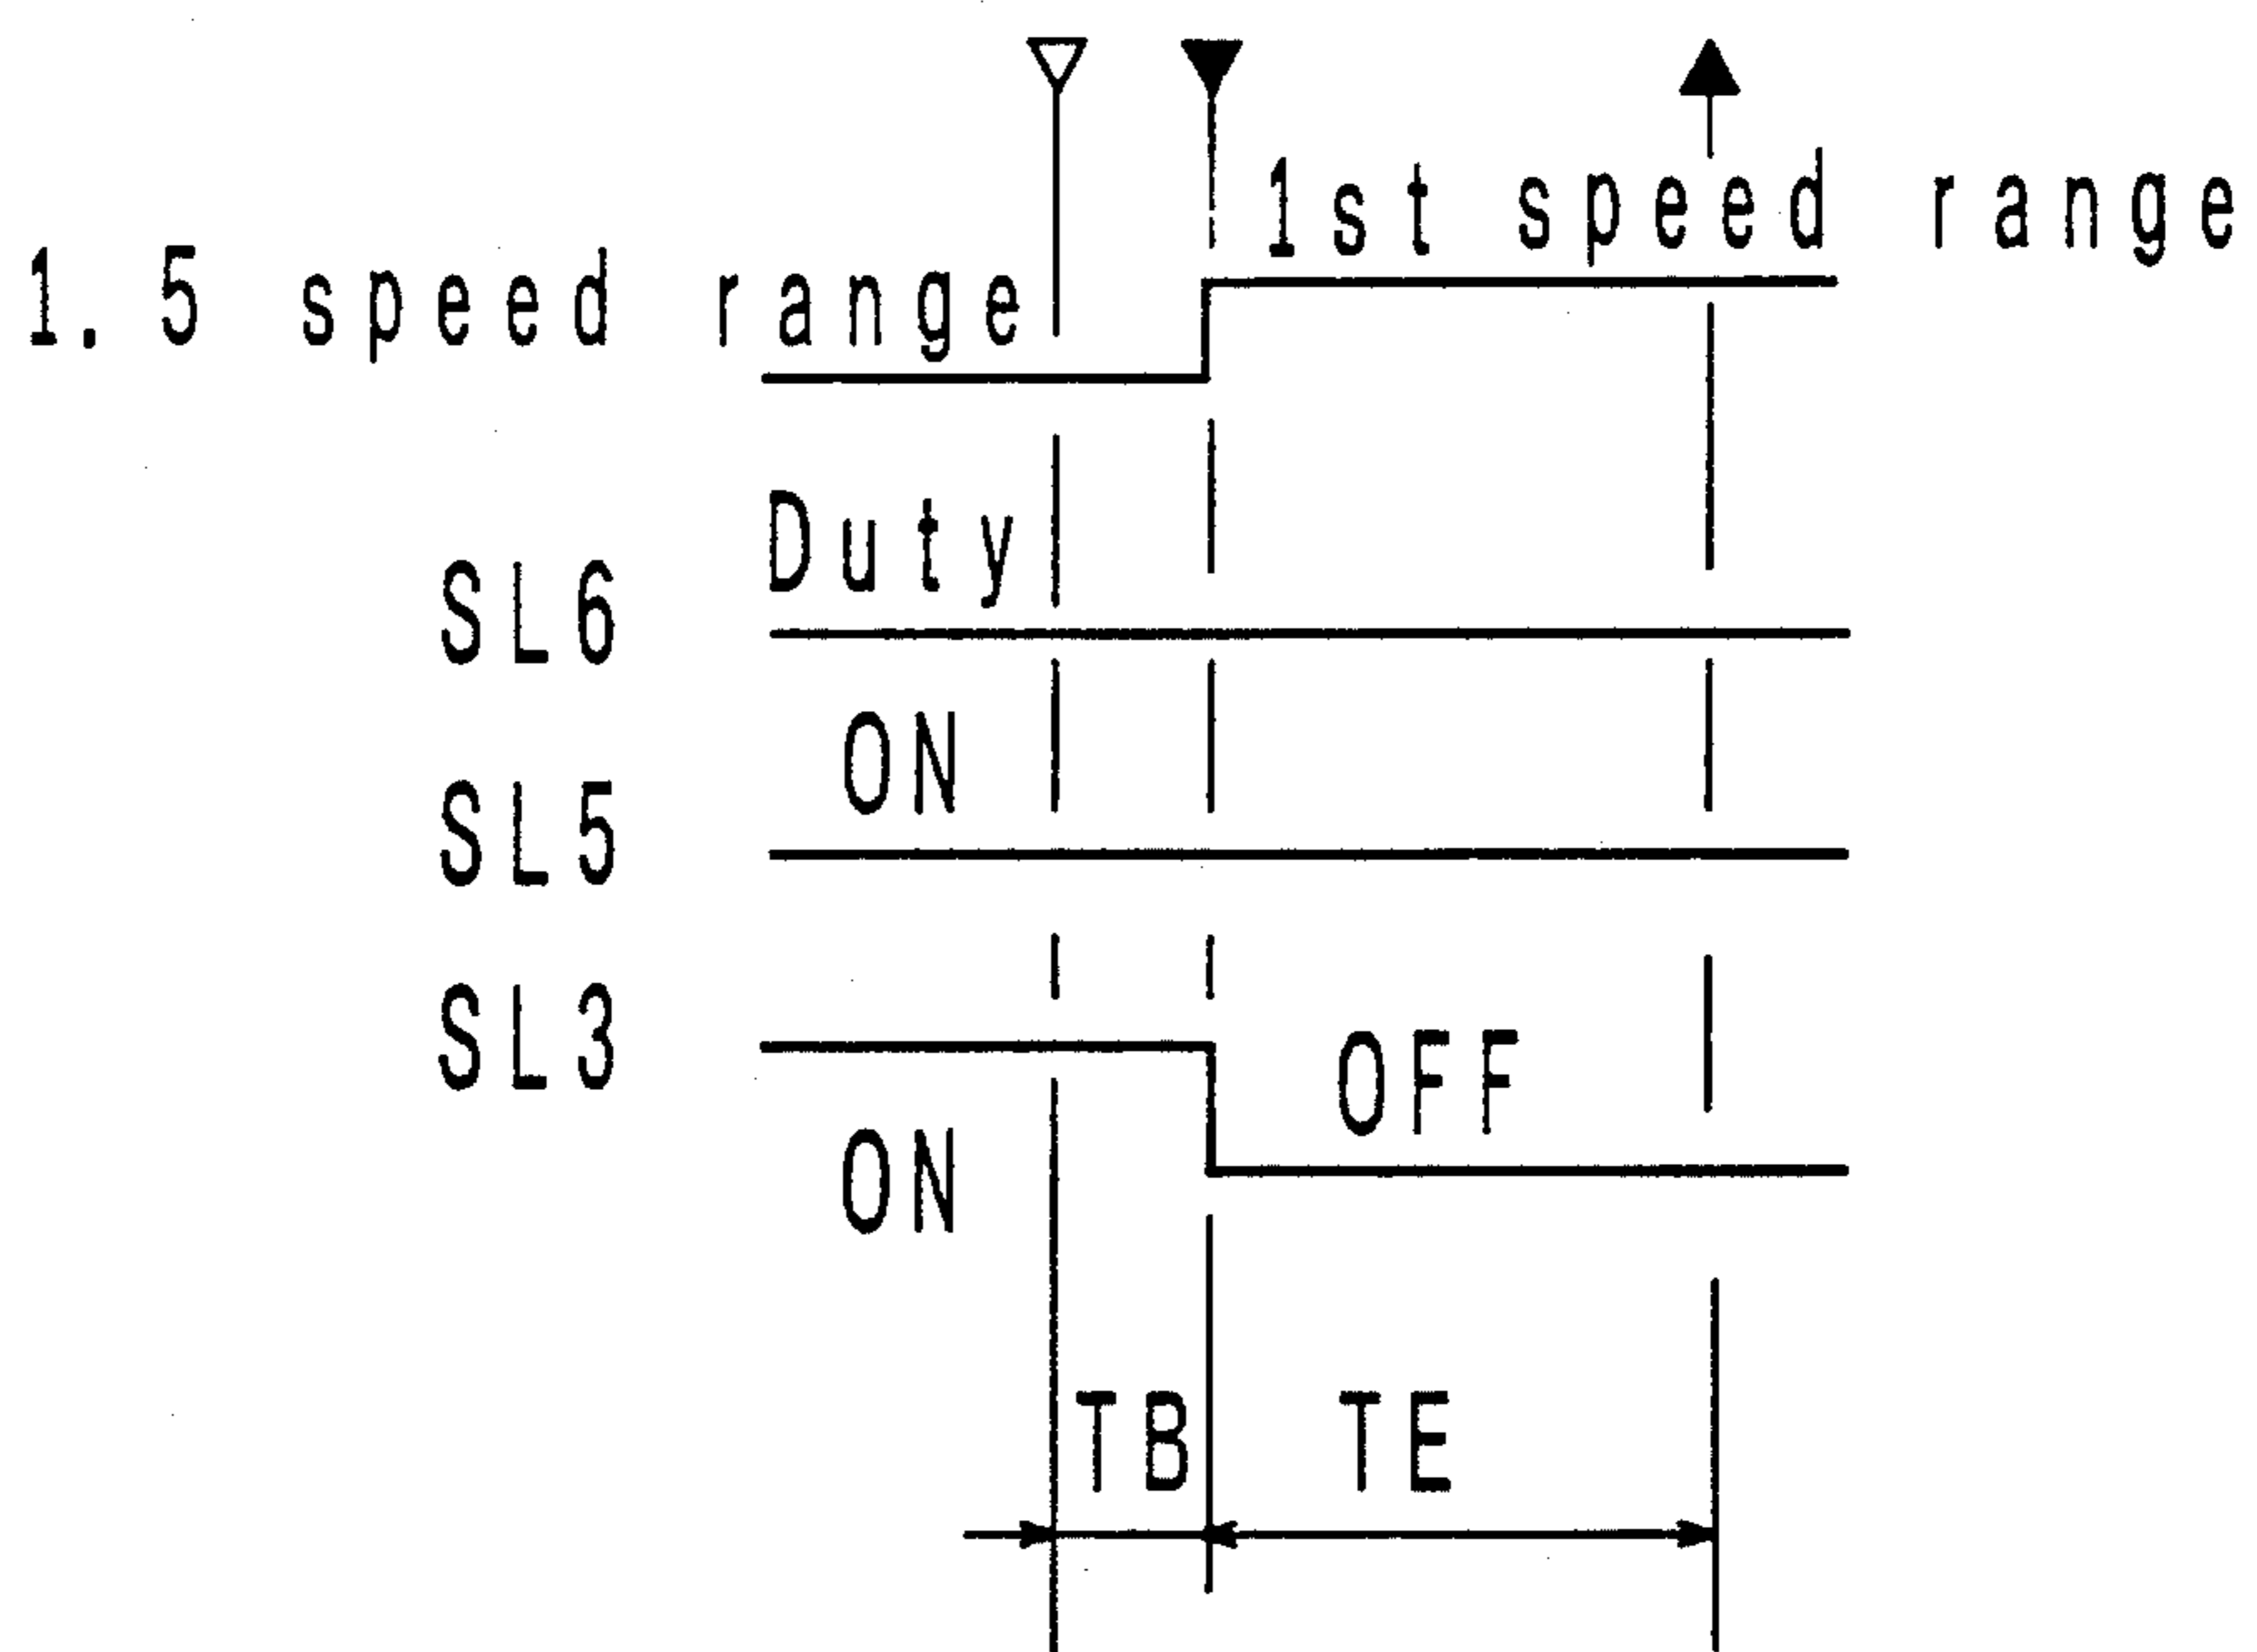 1st speed range
1.5 speed range
Duty
SL6
ON
SL5
SL3
OFF
ON
TB TE